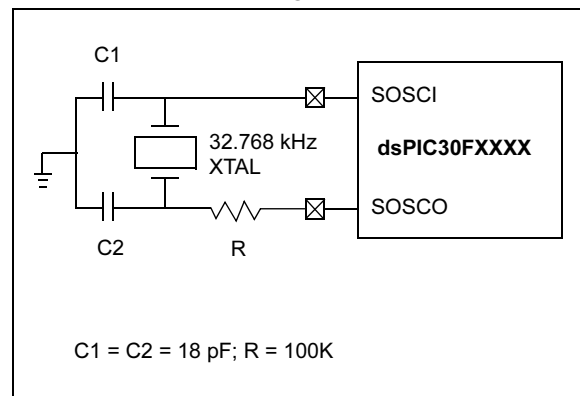 C1
SOSCI
32.768 kHz
XTAL
dsPIC30FXXXX
SOSCO
C2
R
C1 = C2 = 18 pF; R = 100K